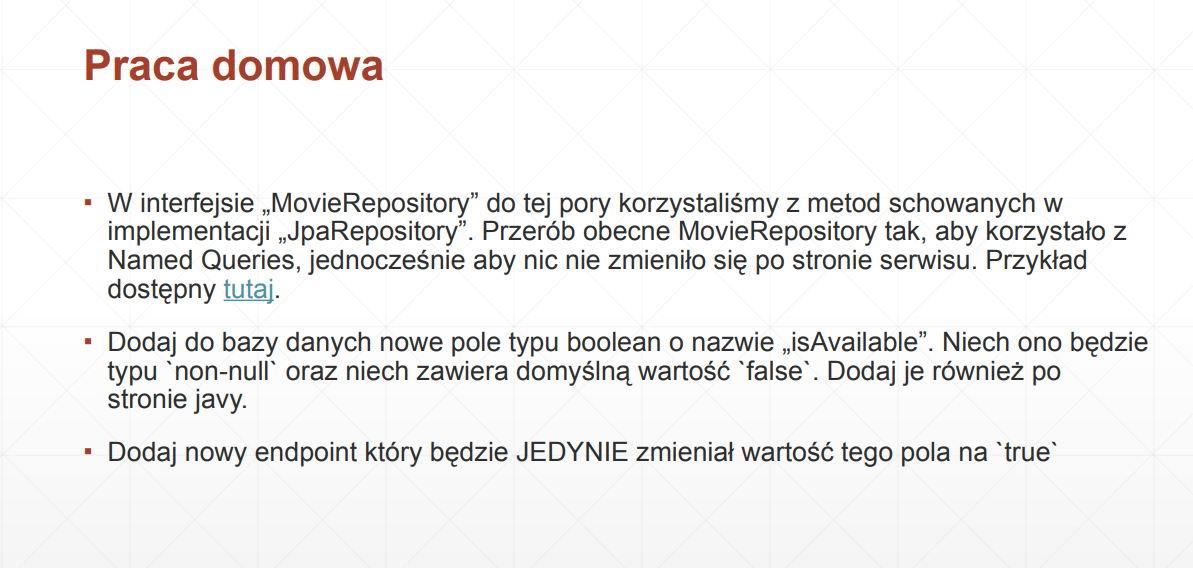 Praca domowa
▪ W interfejsie „MovieRepository” do tej pory korzystaliśmy z metod schowanych w
implementacji „JpaRepository”. Przerób obecne MovieRepository tak, aby korzystało z
Named Queries, jednocześnie aby nic nie zmieniło się po stronie serwisu. Przykład
dostępny tutaj.
▪ Dodaj do bazy danych nowe pole typu boolean o nazwie „isAvailable”. Niech ono będzie
typu `non-null` oraz niech zawiera domyślną wartość `false`. Dodaj je również po
stronie javy.
▪ Dodaj nowy endpoint który będzie JEDYNIE zmieniał wartość tego pola na `true`